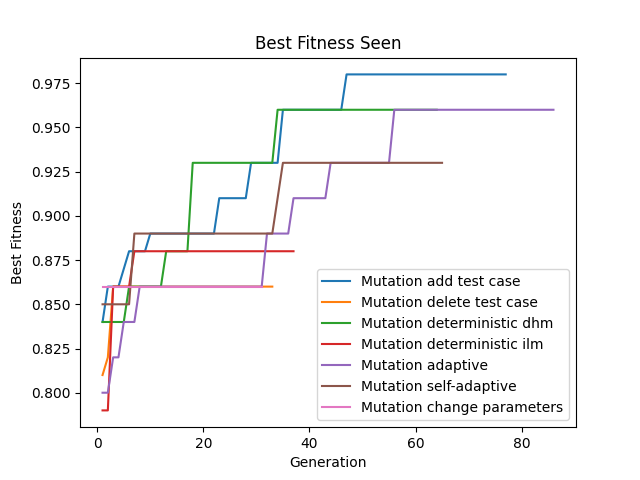 Best Fitness Seen
0.975
0.950
0.925
0.900
0.875
0.850
0.825
0.800
Best Fitness
Mutation add test case
Mutation delete test case
Mutation deterministic dhm
Mutation deterministic ilm
Mutation adaptive
Mutation self-adaptive
Mutation change parameters
0 20 40 60 80
Generation